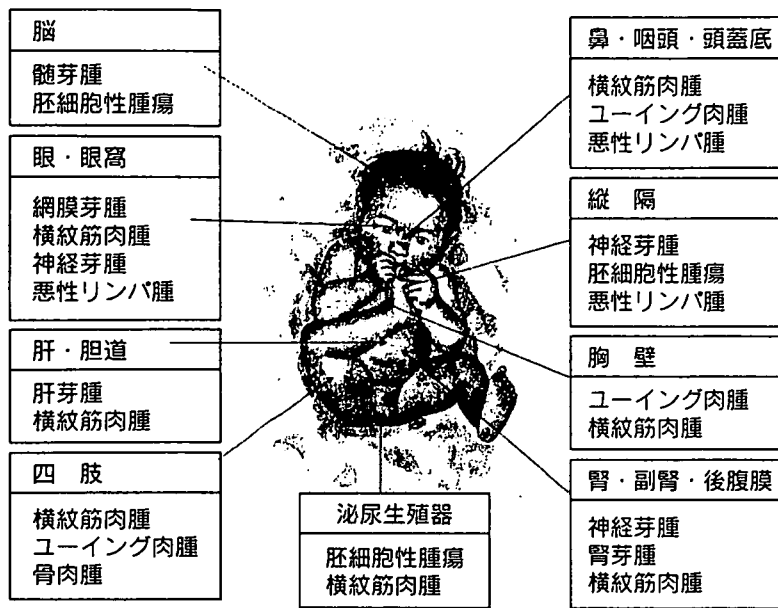 脳
髄芽腫
胚細胞性腫瘍
眼・眼窩
網膜芽腫
横紋筋肉腫
神経芽腫
悪性リンパ腫
肝・胆道
肝芽腫
横紋筋肉腫
四 肢
横紋筋肉腫
ユーイング肉腫
骨肉腫
泌尿生殖器
胚細胞性腫瘍
横紋筋肉腫
鼻・咽頭・頭蓋底
横紋筋肉腫
ユーイング肉腫
悪性リンパ腫
縦 隔
神経芽腫
胚細胞性腫瘍
悪性リンパ腫
胸 壁
ユーイング肉腫
横紋筋肉腫
腎・副腎・後腹膜
神経芽腫
腎芽腫
横紋筋肉腫